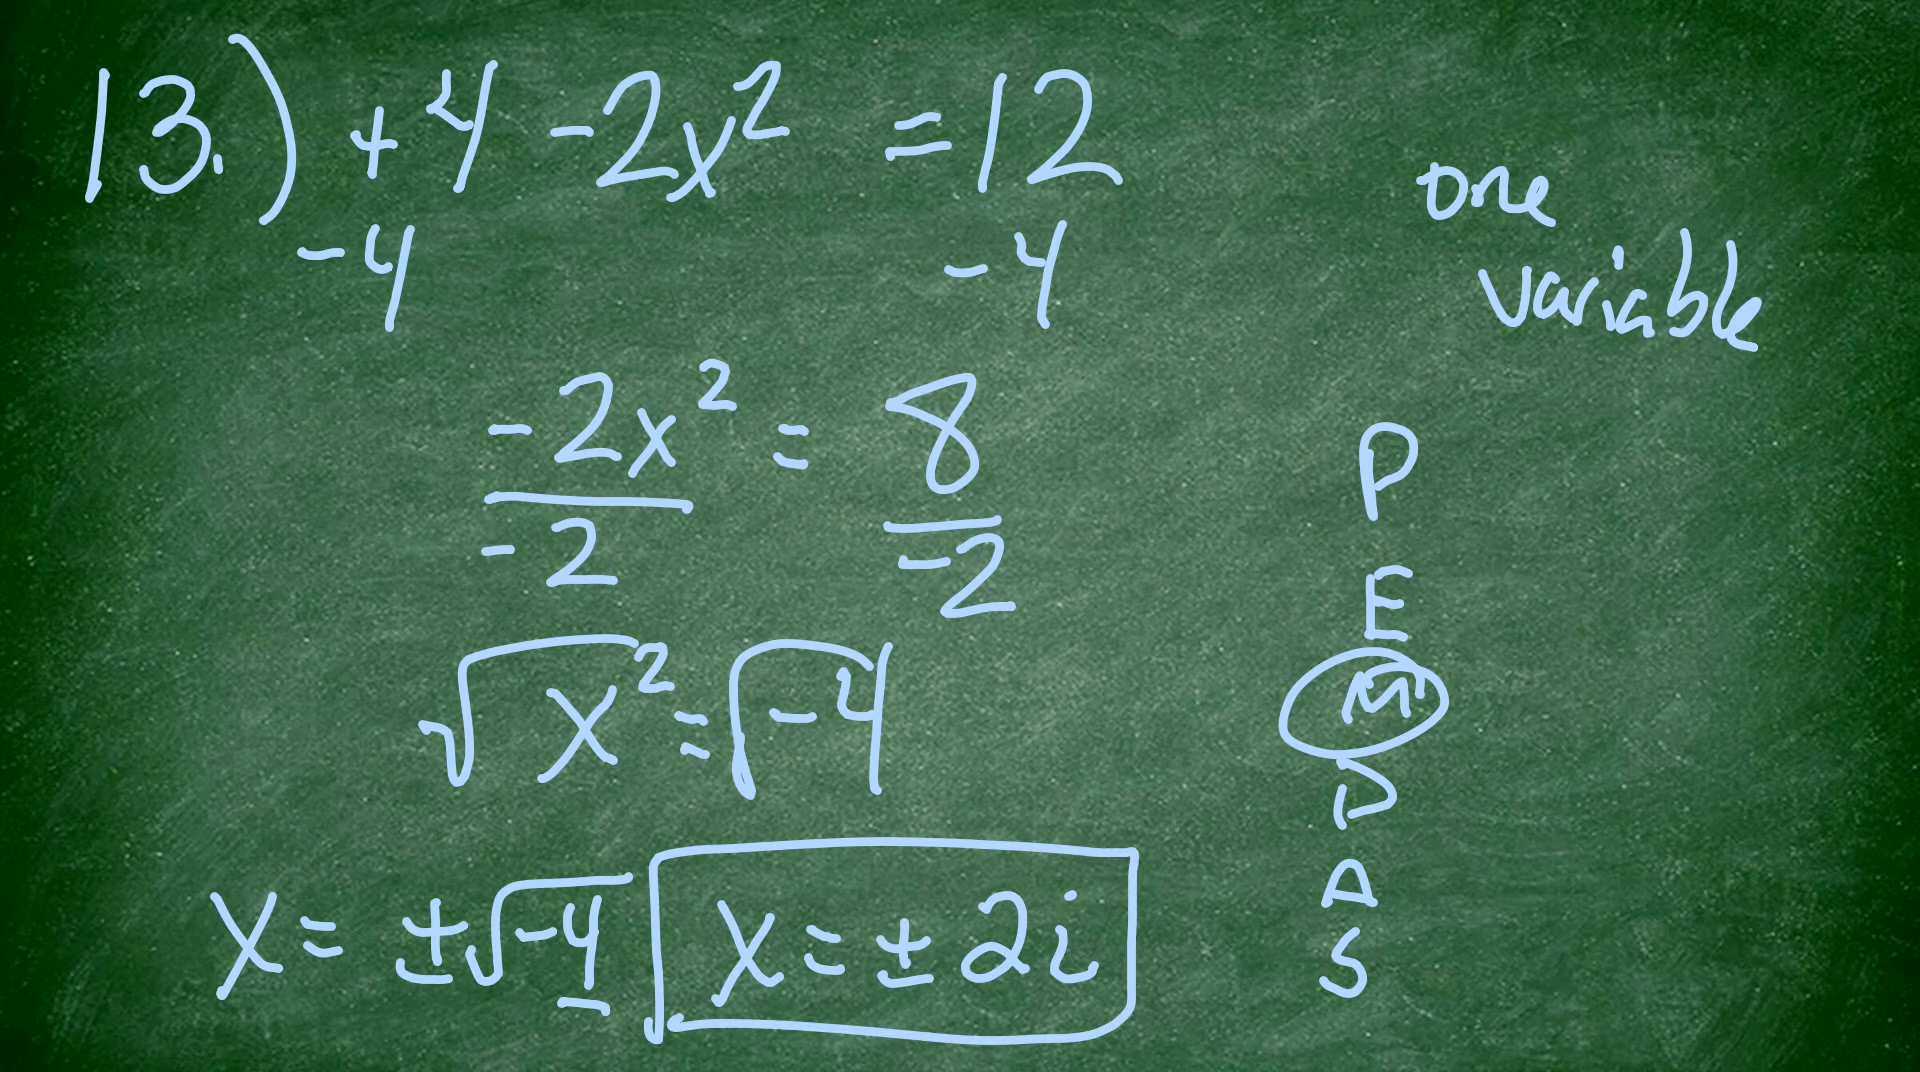 13.) +4 -2x² = 12
-4 -4
-2x² = 8
-2 -2
√x² = √-4
x = ±√-4 x = ±2i
one
variable
P
E
M
D
A
S